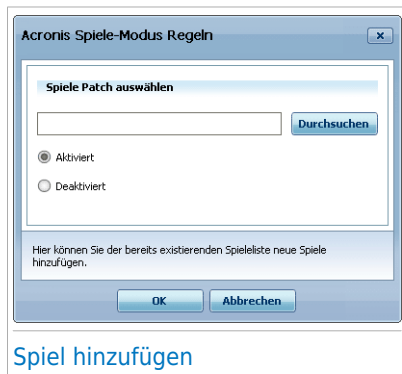 Acronis Spiele-Modus Regeln
Spiele Patch auswählen
Durchsuchen
Aktiviert
Deaktiviert
Hier können Sie der bereits existierenden Spieleliste neue Spiele
hinzufügen.
OK
Abbrechen
Spiel hinzufügen